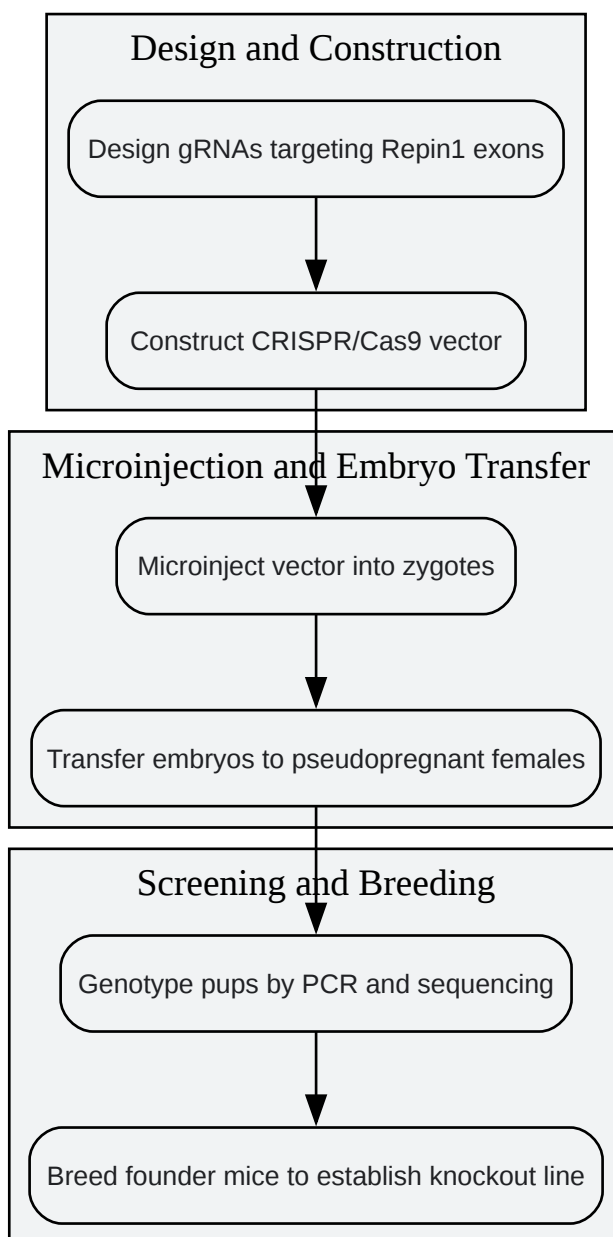 Design and Construction
Design gRNAs targeting Repin1 exons
Construct CRISPR/Cas9 vector
Microinjection and Embryo Transfer
Microinject vector into zygotes
Transfer embryos to pseudopregnant females
Screening and Breeding
Genotype pups by PCR and sequencing
Breed founder mice to establish knockout line